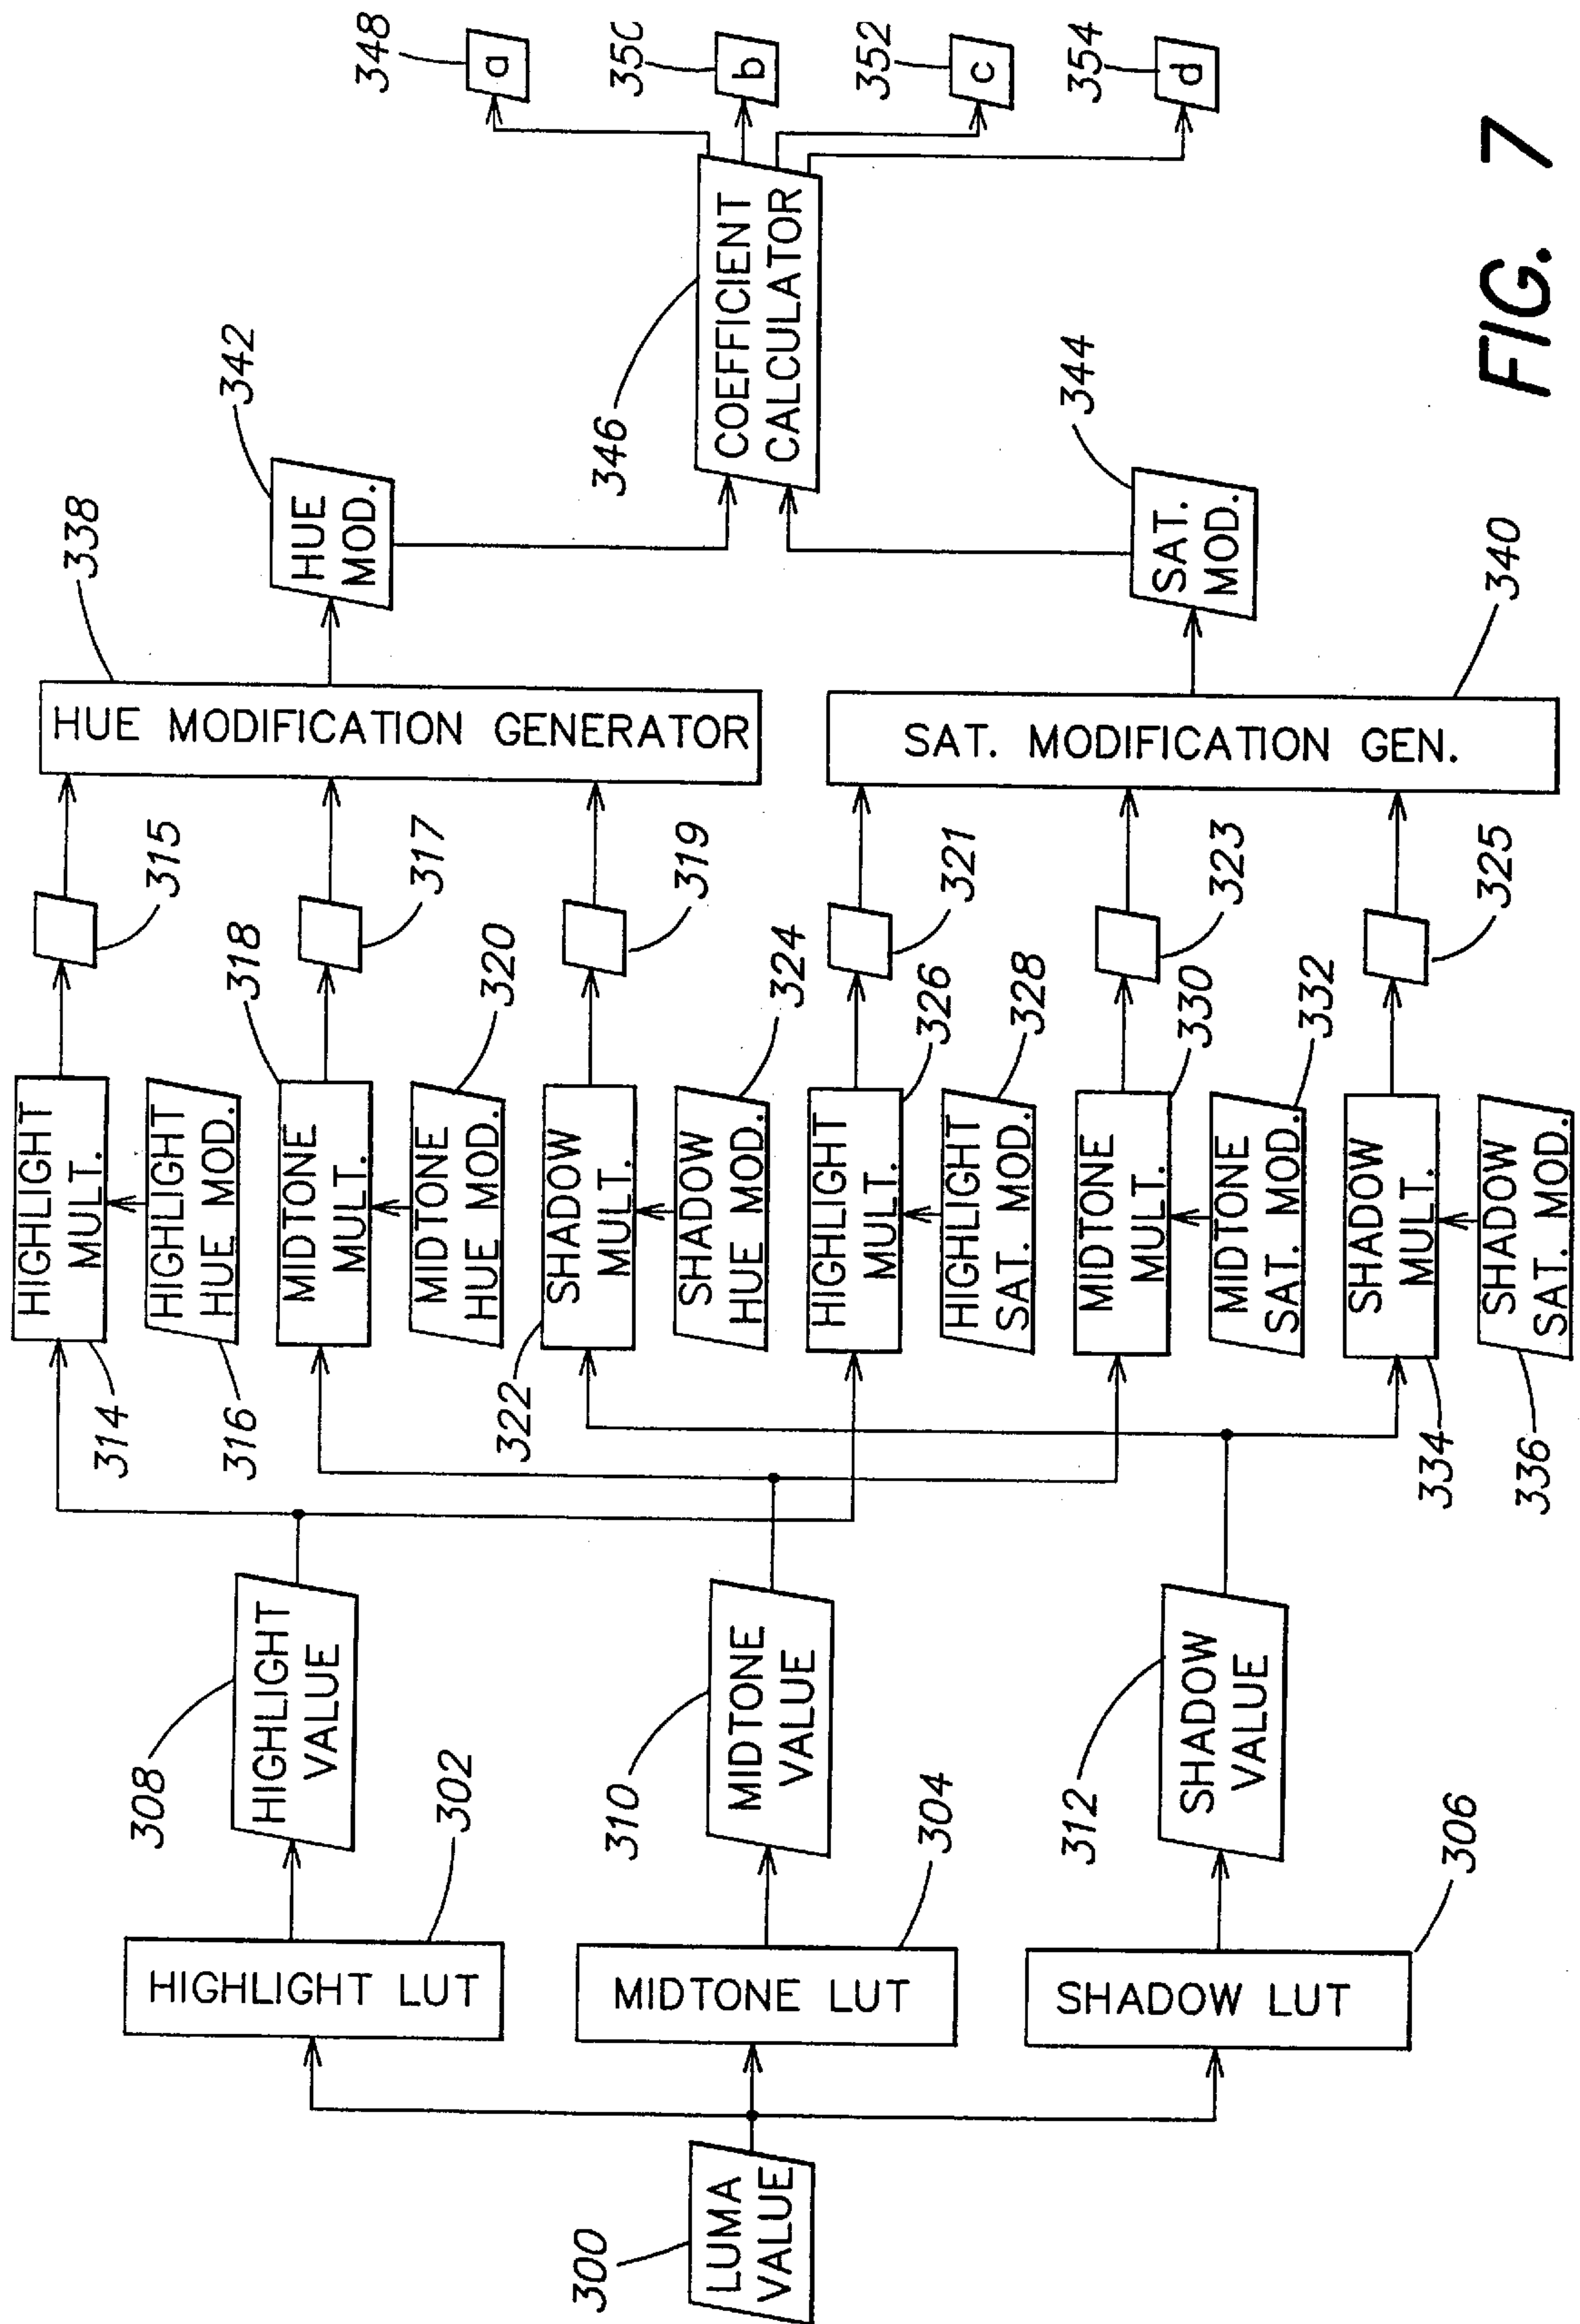 300
LUMA
VALUE
HIGHLIGHT LUT
302
MIDTONE LUT
304
SHADOW LUT
306
308
HIGHLIGHT
VALUE
310
MIDTONE
VALUE
312
SHADOW
VALUE
314
HIGHLIGHT
MULT.
315
316
HIGHLIGHT
HUE MOD.
318
MIDTONE
MULT.
317
MIDTONE
HUE MOD.
320
322
SHADOW
MULT.
319
SHADOW
HUE MOD.
324
HIGHLIGHT
MULT.
326
321
HIGHLIGHT
SAT. MOD.
328
MIDTONE
MULT.
330
323
MIDTONE
SAT. MOD.
332
334
SHADOW
MULT.
325
336
SHADOW
SAT. MOD.
HUE MODIFICATION GENERATOR
338
SAT. MODIFICATION GEN.
340
HUE
MOD.
342
SAT.
MOD.
344
346
COEFFICIENT
CALCULATOR
348
a
350
b
352
c
354
d
FIG. 7